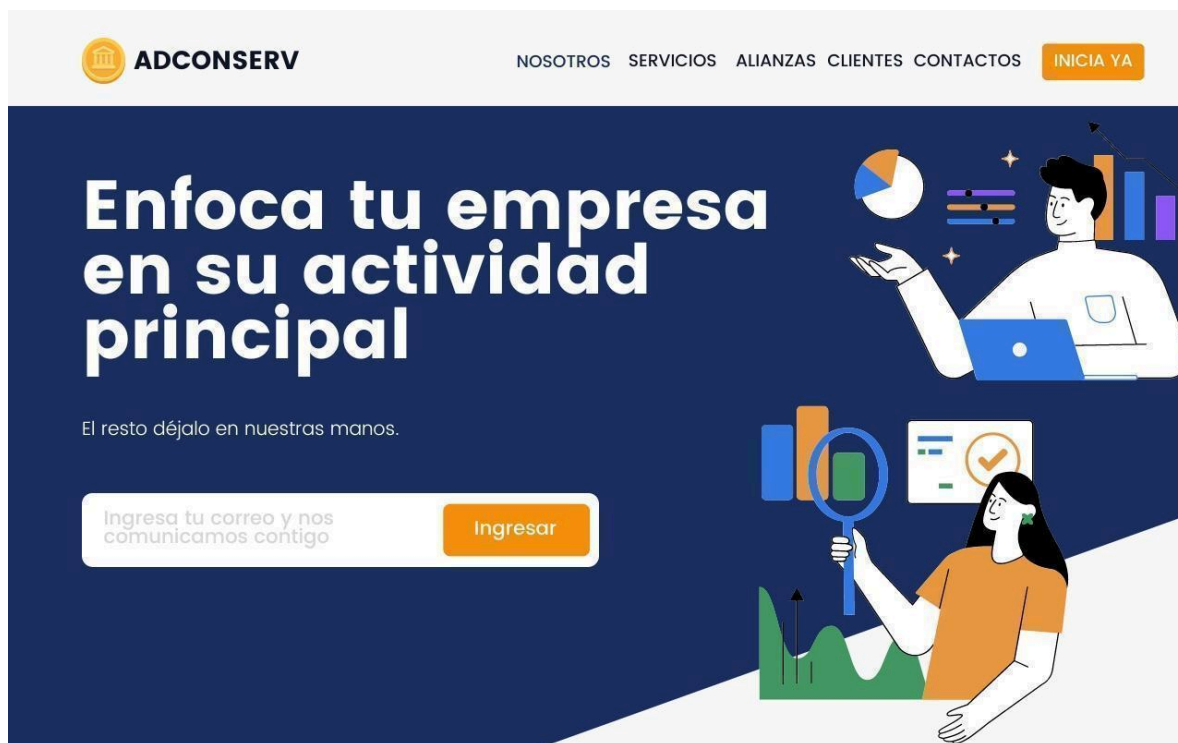 ADCONSERV
NOSOTROS SERVICIOS ALIANZAS CLIENTES CONTACTOS INICIA YA
Enfoca tu empresa
en su actividad
principal
El resto déjalo en nuestras manos.
Ingresa tu correo y nos
comunicamos contigo
Ingresar